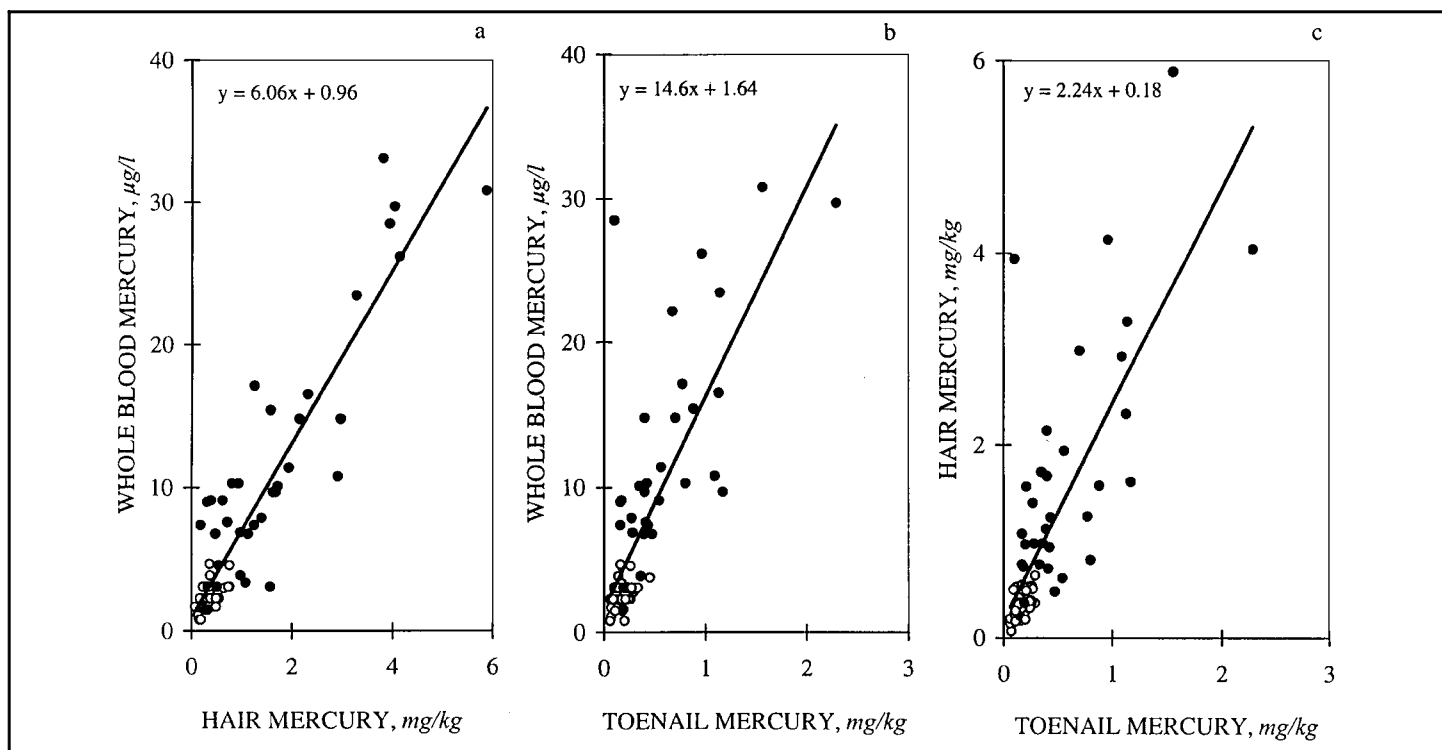 a
40
30
20
10
0
y = 6.06x + 0.96
WHOLE BLOOD MERCURY, µg/l
0 2 4 6
HAIR MERCURY, mg/kg
b
40
30
20
10
0
y = 14.6x + 1.64
WHOLE BLOOD MERCURY, µg/l
0 1 2 3
TOENAIL MERCURY, mg/kg
c
6
4
2
0
y = 2.24x + 0.18
HAIR MERCURY, mg/kg
0 1 2 3
TOENAIL MERCURY, mg/kg